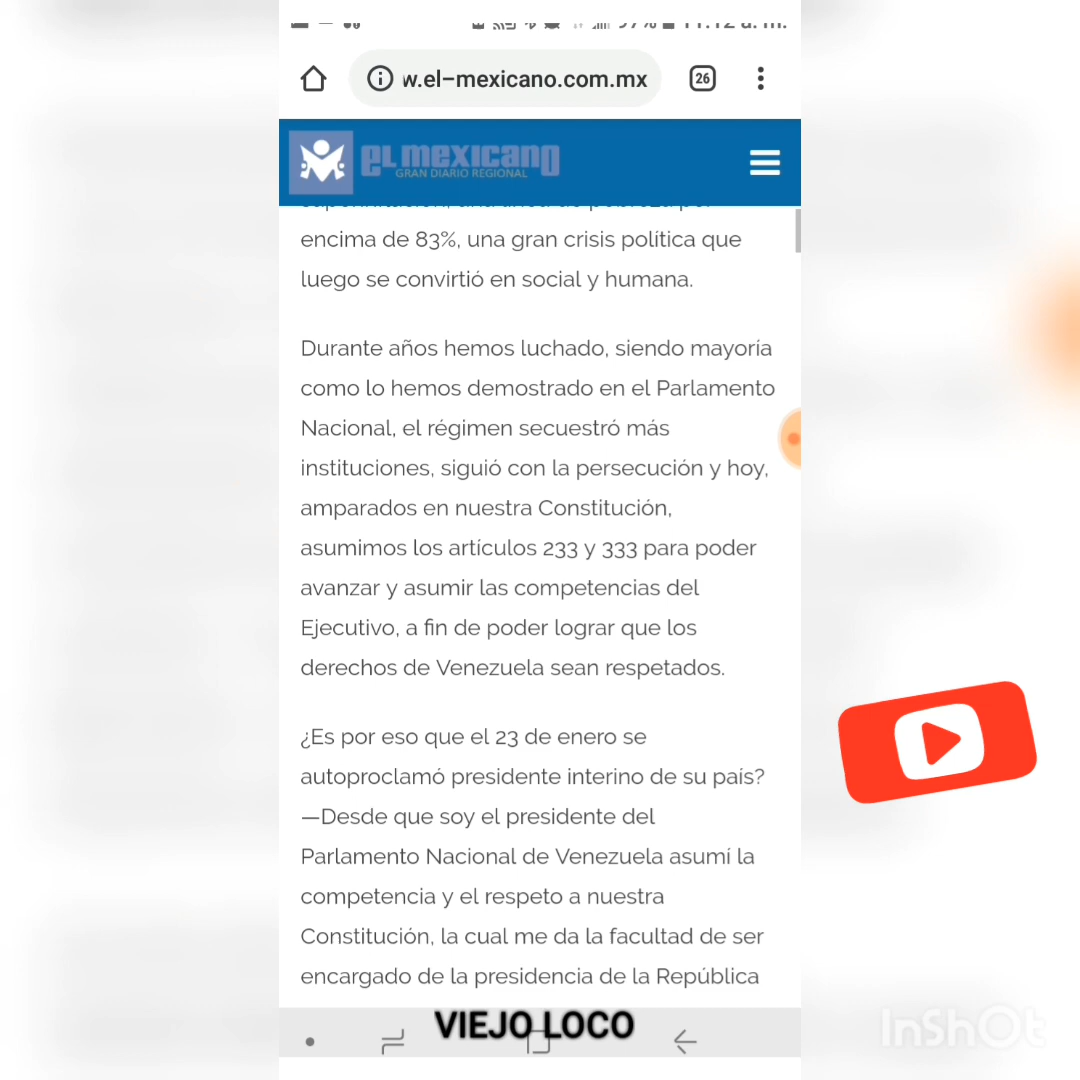 26
w.el-mexicano.com.mx
EL MEXICANO
GRAN DIARIO REGIONAL
encima de 83%, una gran crisis política que
luego se convirtió en social y humana.
Durante años hemos luchado, siendo mayoría
como lo hemos demostrado en el Parlamento
Nacional, el régimen secuestró más
instituciones, siguió con la persecución y hoy,
amparados en nuestra Constitución,
asumimos los artículos 233 y 333 para poder
avanzar y asumir las competencias del
Ejecutivo, a fin de poder lograr que los
derechos de Venezuela sean respetados.
¿Es por eso que el 23 de enero se
autoproclamó presidente interino de su país?
—Desde que soy el presidente del
Parlamento Nacional de Venezuela asumí la
competencia y el respeto a nuestra
Constitución, la cual me da la facultad de ser
encargado de la presidencia de la República
VIEJO LOCO
InShOt